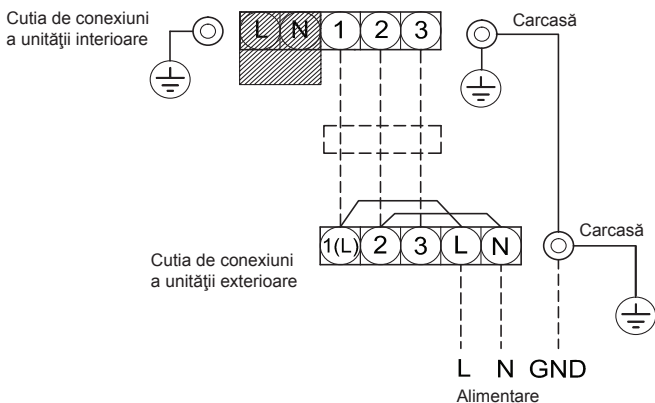 Cutia de conexiuni
a unităţii interioare
L N 1 2 3
Carcasă
1(L) 2 3 L N
Carcasă
Cutia de conexiuni
a unităţii exterioare
L N GND
Alimentare